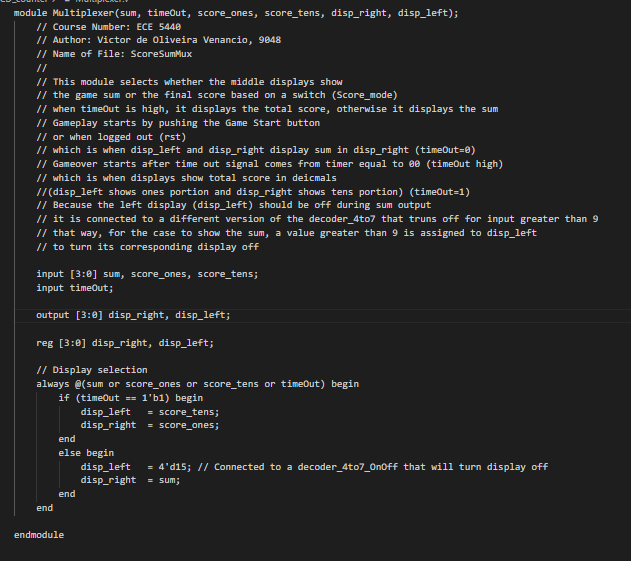 Multiplexer.v
module Multiplexer(sum, timeOut, score_ones, score_tens, disp_right, disp_left);
// Course Number: ECE 5440
// Author: Victor de Oliveira Venancio, 9048
// Name of File: ScoreSumMux
//
// This module selects whether the middle displays show
// the game sum or the final score based on a switch (Score_mode)
// when timeOut is high, it displays the total score, otherwise it displays the sum
// Gameplay starts by pushing the Game Start button
// or when logged out (rst)
// which is when disp_left and disp_right display sum in disp_right (timeOut=0)
// Gameover starts after time out signal comes from timer equal to 00 (timeOut high)
// which is when displays show total score in deicmals
//(disp_left shows ones portion and disp_right shows tens portion) (timeOut=1)
// Because the left display (disp_left) should be off during sum output
// it is connected to a different version of the decoder_4to7 that truns off for input greater than 9
// that way, for the case to show the sum, a value greater than 9 is assigned to disp_left
// to turn its corresponding display off
input [3:0] sum, score_ones, score_tens;
input timeOut;
output [3:0] disp_right, disp_left;
reg [3:0] disp_right, disp_left;
// Display selection
always @(sum or score_ones or score_tens or timeOut) begin
if (timeOut == 1'b1) begin
disp_left   = score_tens;
disp_right  = score_ones;
end
else begin
disp_left   = 4'd15; // Connected to a decoder_4to7_OnOff that will turn display off
disp_right  = sum;
end
end
endmodule